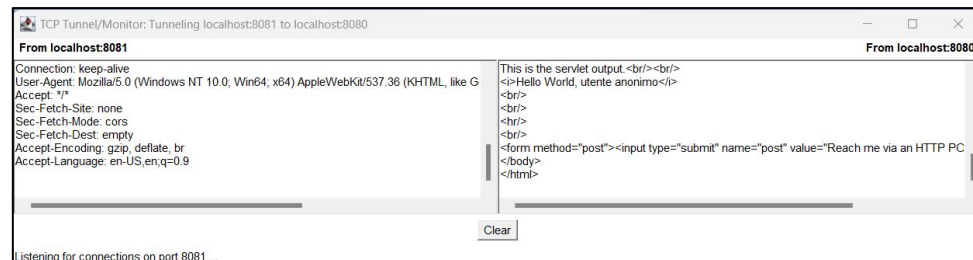 TCP Tunnel/Monitor: Tunneling localhost:8081 to localhost:8080
From localhost:8081
From localhost:8080
Connection: keep-alive
User-Agent: Mozilla/5.0 (Windows NT 10.0; Win64; x64) AppleWebKit/537.36 (KHTML, like G
Accept: */*
Sec-Fetch-Site: none
Sec-Fetch-Mode: cors
Sec-Fetch-Dest: empty
Accept-Encoding: gzip, deflate, br
Accept-Language: en-US,en;q=0.9
This is the servlet output.<br/><br/>
<i>Hello World, utente anonimo</i>
<br/>
<br/>
<hr/>
<br/>
<form method="post"><input type="submit" name="post" value="Reach me via an HTTP PO
</body>
</html>
Clear
Listening for connections on port 8081 ...